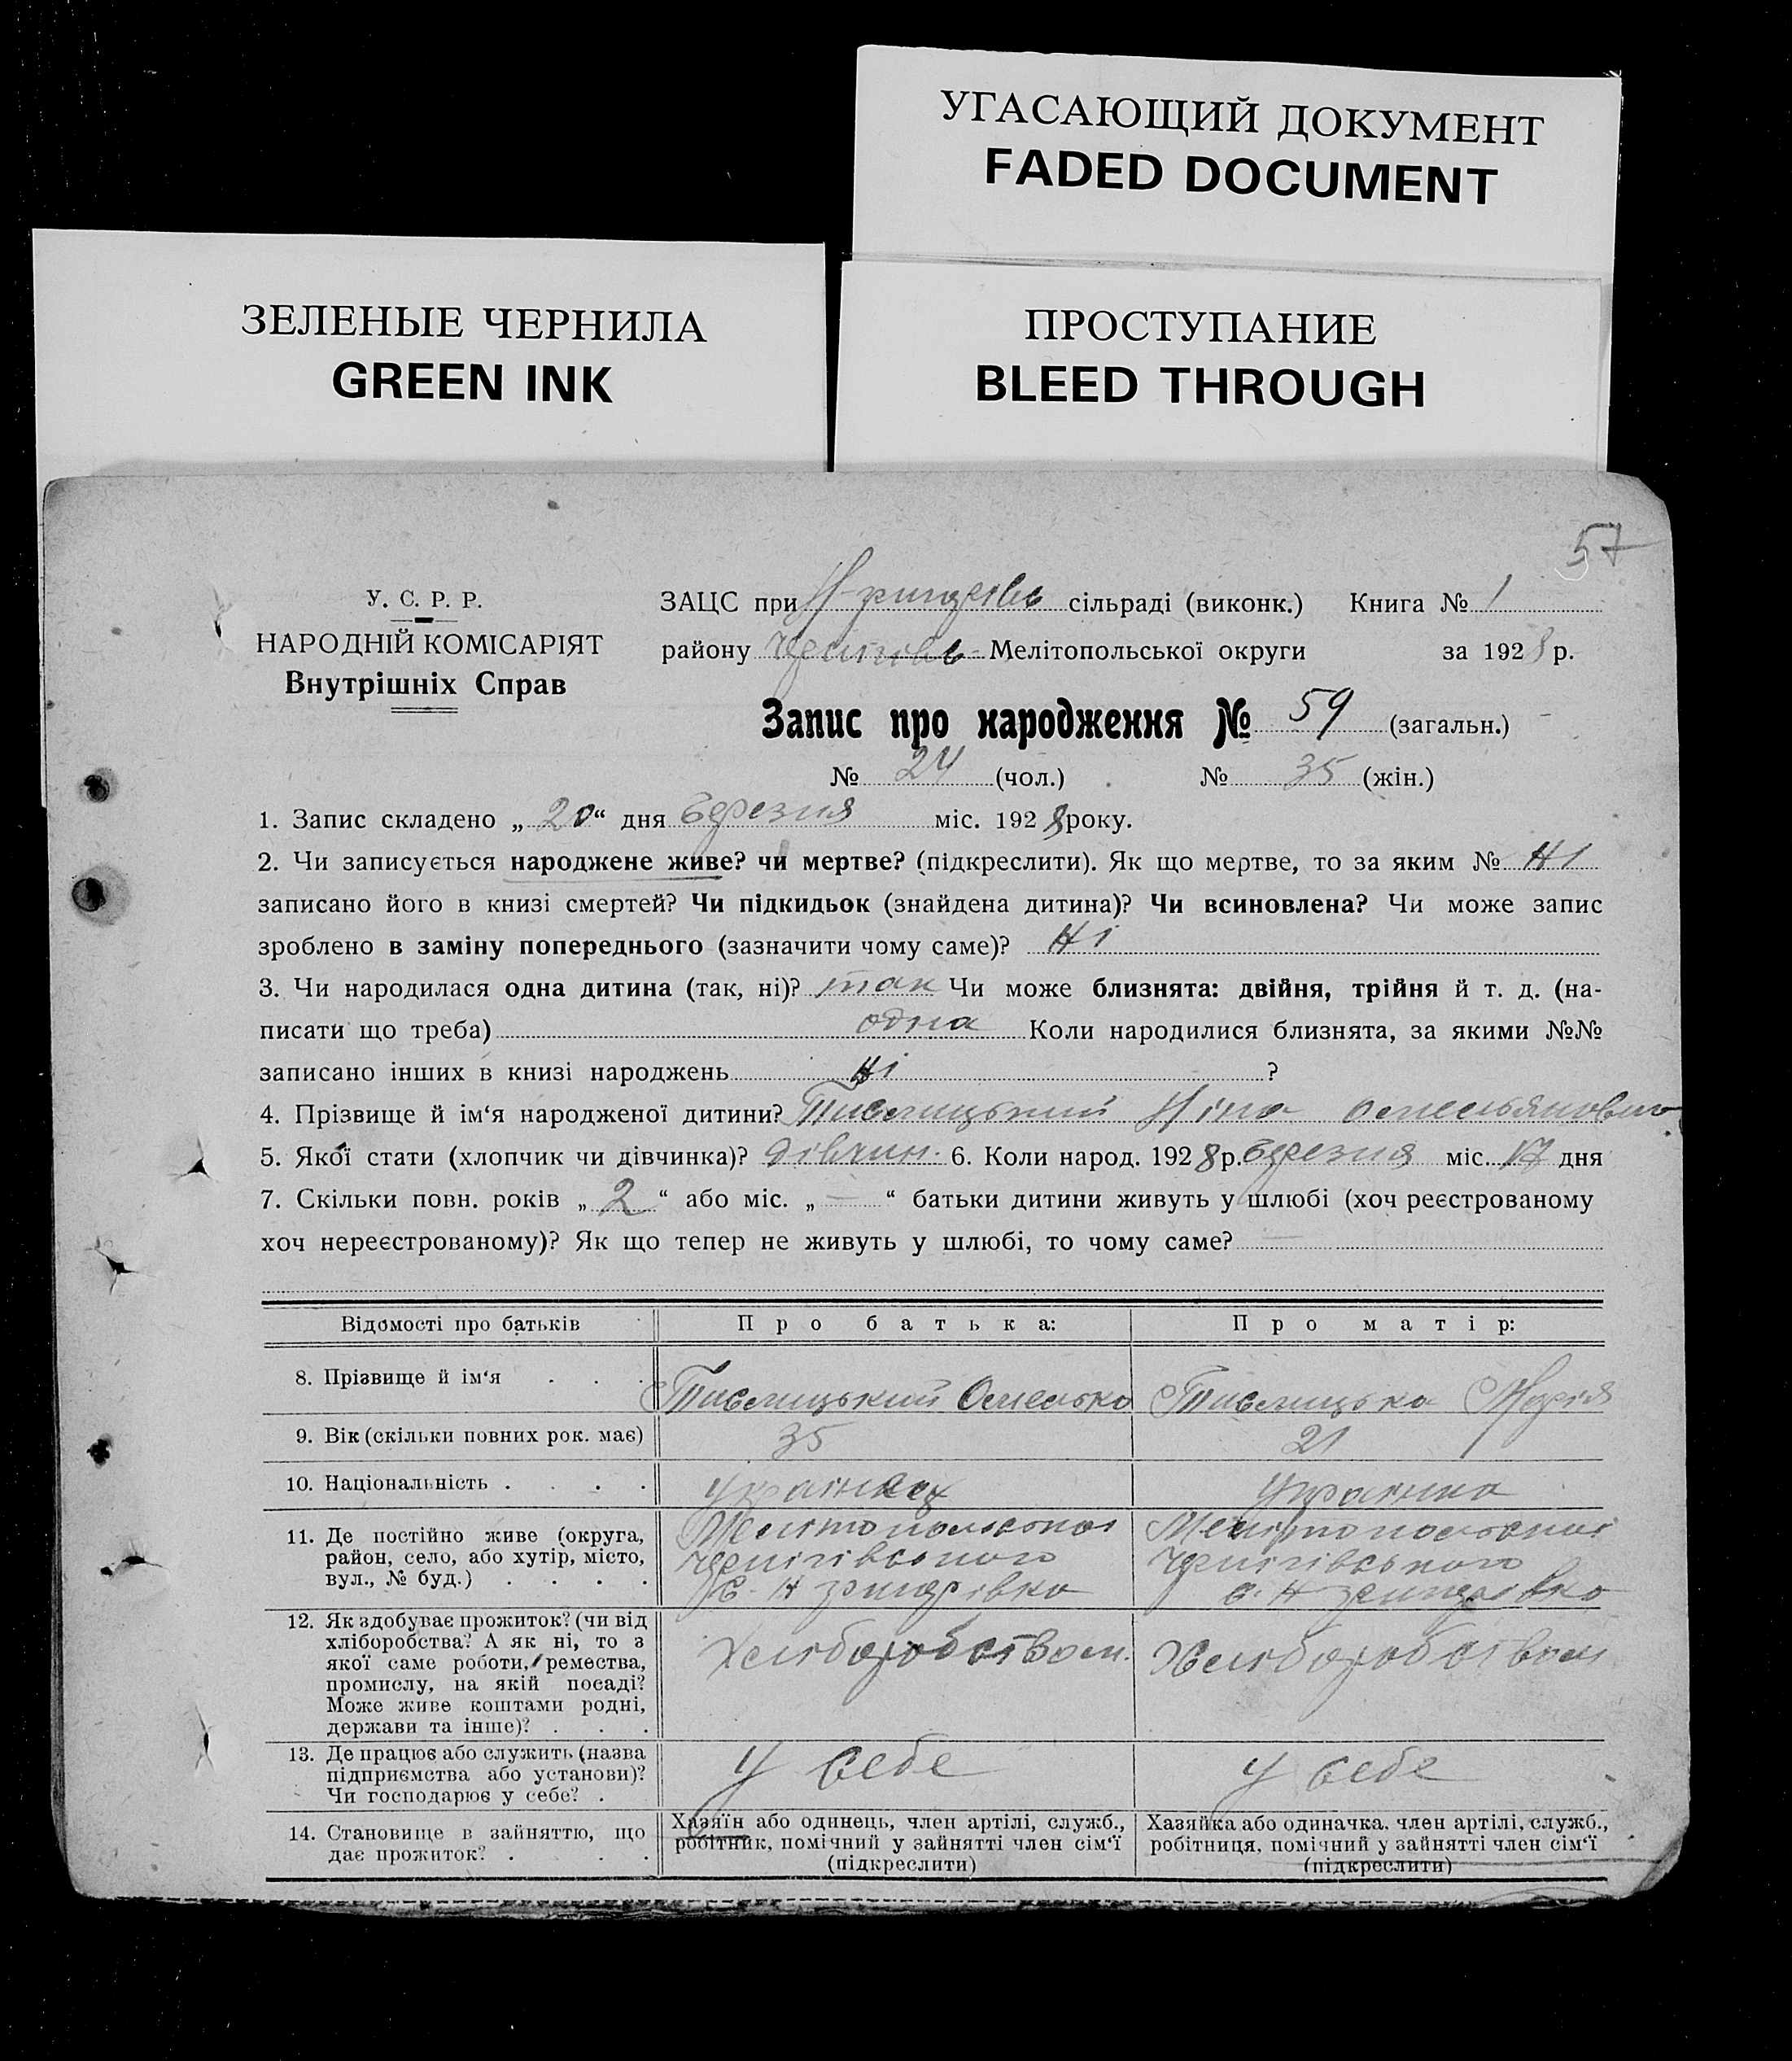 УГАСАЮЩИЙ ДОКУМЕНТ
FADED DOCUMENT
ЗЕЛЕНЫЕ ЧЕРНИЛА
GREEN INK
ПРОСТУПАНИЕ
BLEED THROUGH
57
У. С. Р. Р.
НАРОДНІЙ КОМІСАРІЯТ
Внутрішніх Справ
ЗАЦС при сільраді (виконк.) Книга № 1
району Мелітопольської округи за 1928 р.
Запис про народження № 59 (загальн.)
№ 24 (чол.) № 35 (жін.)
1. Запис складено „ 20 “ дня Березня міс. 1928 року.
2. Чи записується народжене живе? чи мертве? (підкреслити). Як що мертве, то за яким № Ні
записано його в книзі смертей? Чи підкидьок (знайдена дитина)? Чи всиновлена? Чи може запис
зроблено в заміну попереднього (зазначити чому саме)? Ні
3. Чи народилася одна дитина (так, ні)? так Чи може близнята: двійня, трійня й т. д. (на-
писати що треба) одна Коли народилися близнята, за якими №№
записано інших в книзі народжень Ні ?
4. Прізвище й ім‘я народженої дитини? Ніна
5. Якої стати (хлопчик чи дівчинка)? дівчин. 6. Коли народ. 1928 р. Березня міс. 17 дня
7. Скільки повн. років „ 2 “ або міс. „ — “ батьки дитини живуть у шлюбі (хоч реєстрованому
хоч нереєстрованому)? Як що тепер не живуть у шлюбі, то чому саме? —
Відомості про батьків
Про батька:
Про матір:
8. Прізвище й ім‘я . . .
Омелько
Марія
9. Вік (скільки повних рок. має)
35
21
10. Національність . . . .
Українец
Українка
11. Де постійно живе (округа,
район, село, або хутір, місто,
вул., № буд.) . . . .
Мелітопольської
Чернігівського
с. Н
Мелітопольської
Чернігівського
с. Н
12. Як здобуває прожиток? (чи від
хліборобства? А як ні, то з
якої саме роботи, ремества,
промислу, на якій посаді?
Може живе коштами родні,
держави та інше)? . . .
Хліборобством.
Хліборобством
13. Де працює або служить (назва
підприємства або установи)?
Чи господарює у себе? .
У себе
У себе
14. Становище в зайняттю, що
дає прожиток? . . .
Хазяїн або одинець, член артілі, служб.,
робітник, помічний у зайнятті член сім‘ї
(підкреслити)
Хазяйка або одиначка, член артілі, служб.,
робітниця, помічний у зайнятті член сім‘ї
(підкреслити)